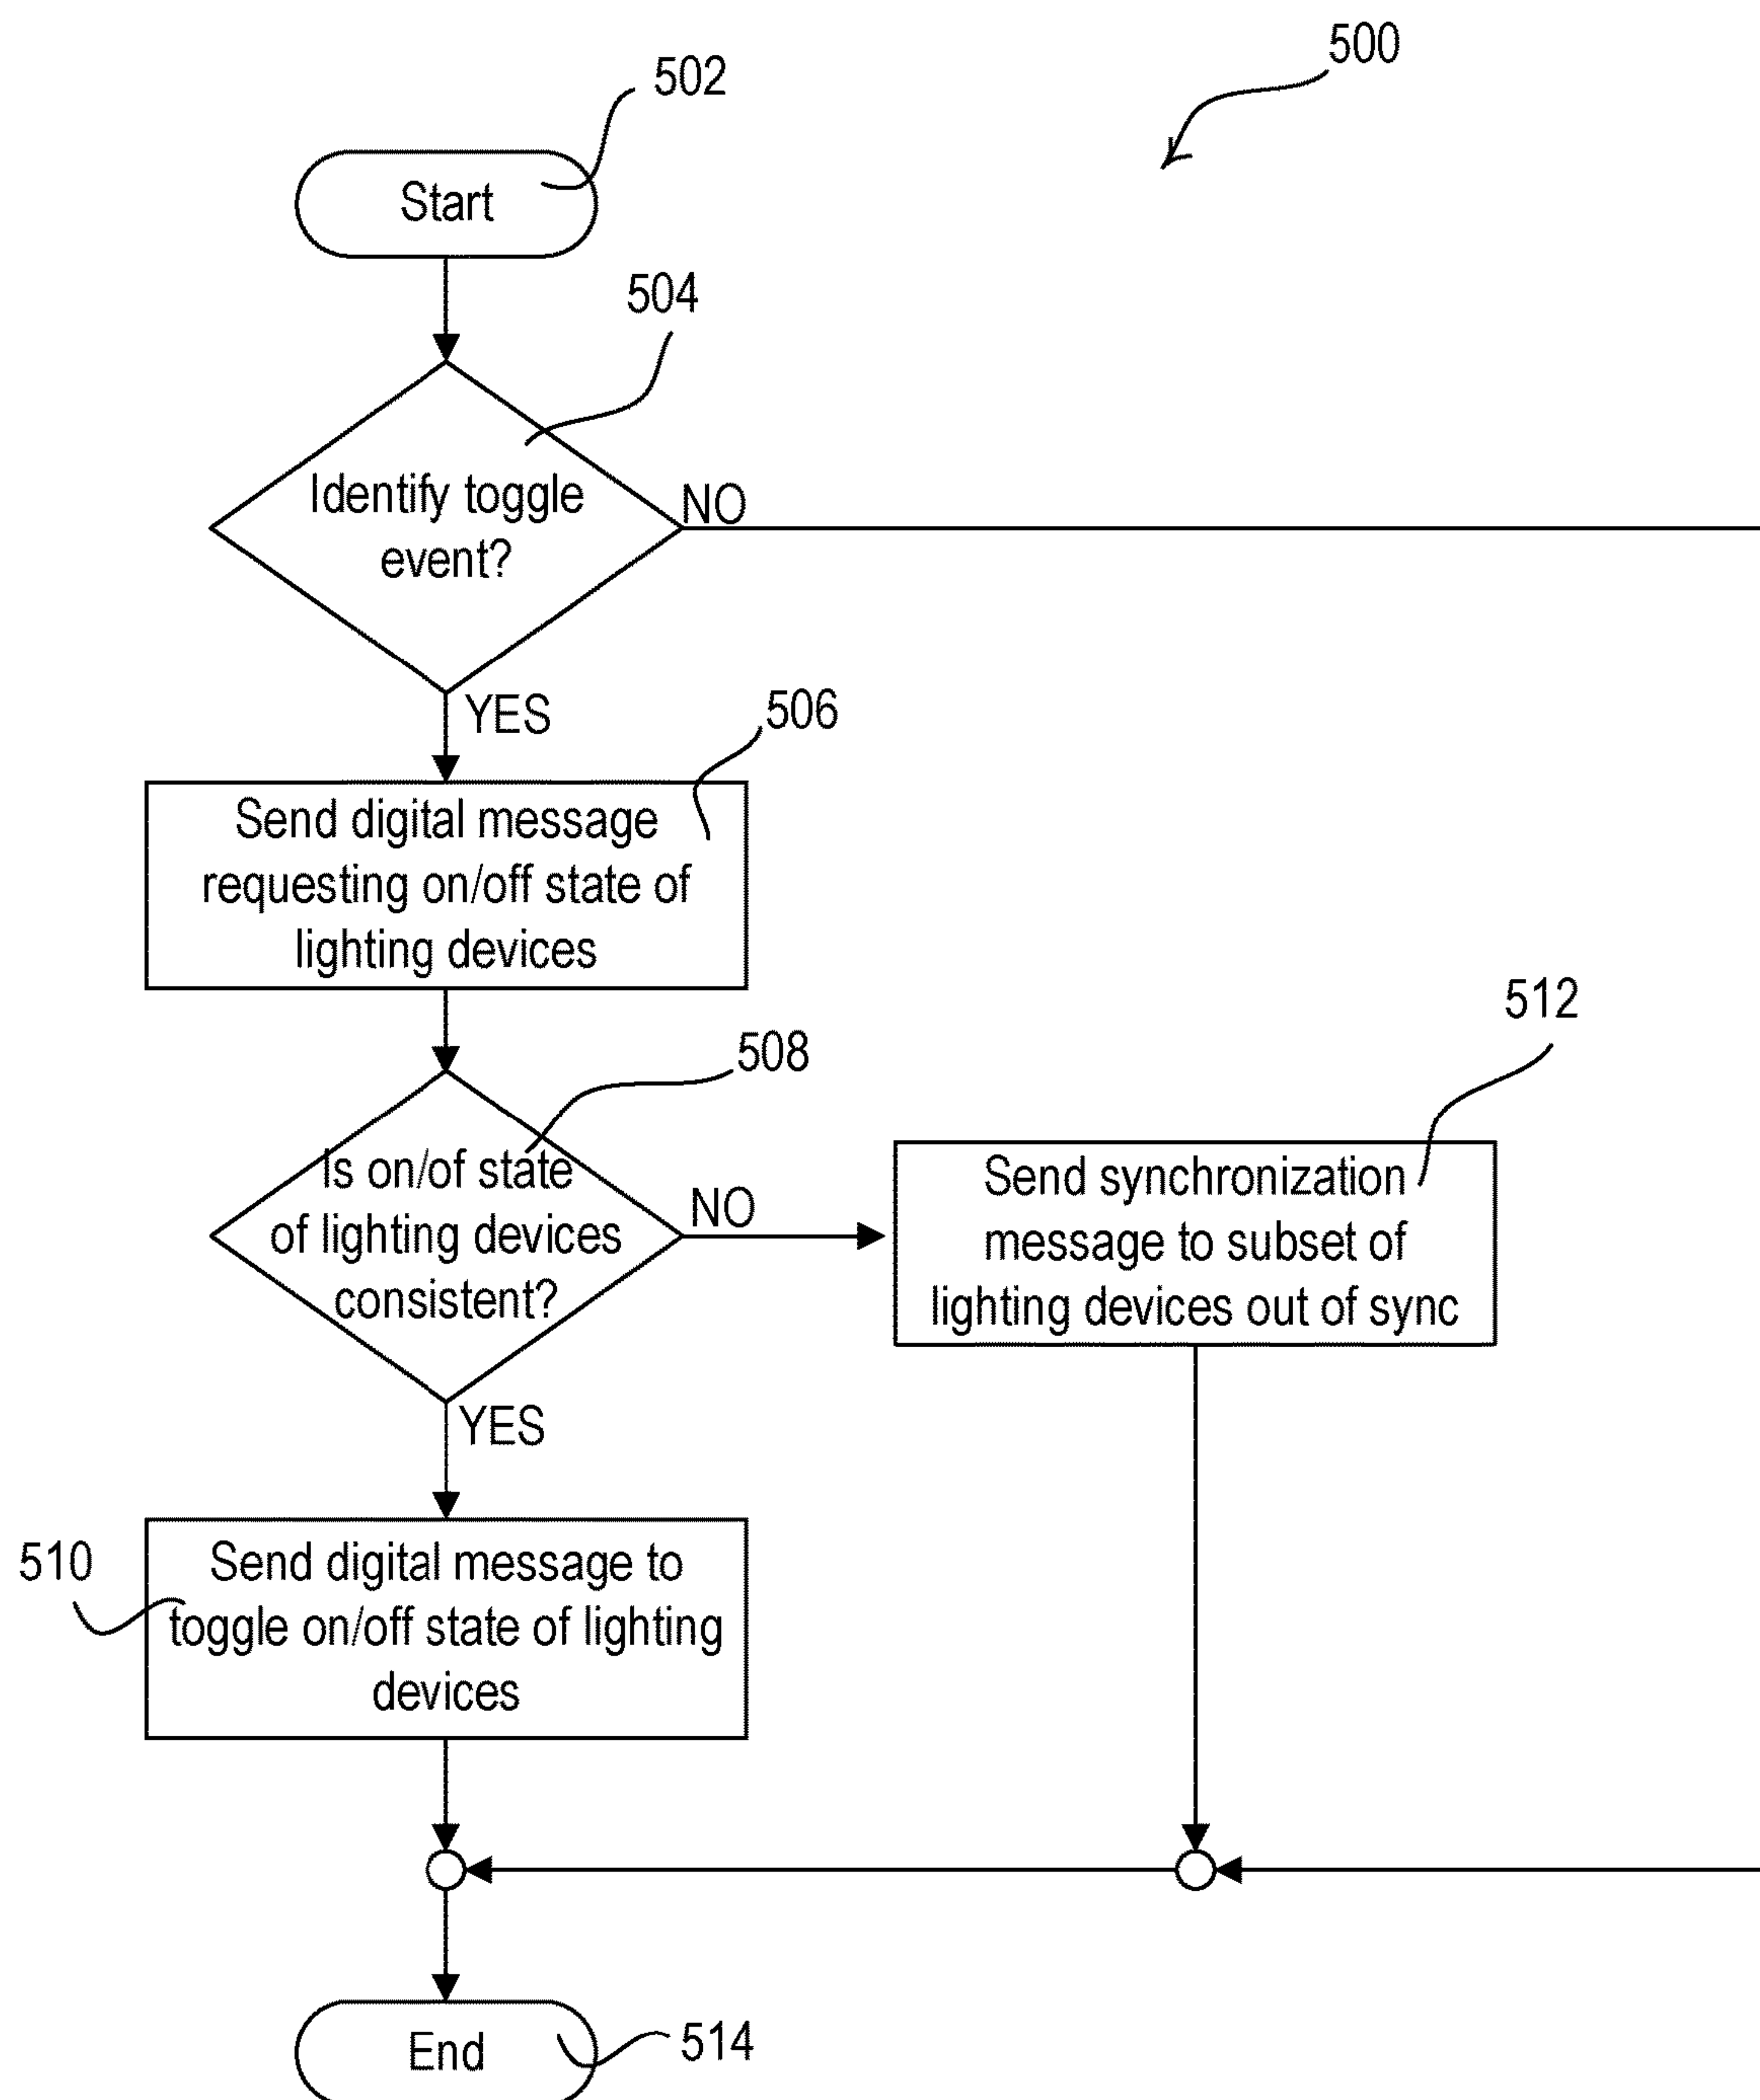 500
502
Start
504
Identify toggle
event?
NO
YES
506
Send digital message
requesting on/off state of
lighting devices
508
Is on/of state
of lighting devices
consistent?
NO
512
Send synchronization
message to subset of
lighting devices out of sync
YES
510
Send digital message to
toggle on/off state of lighting
devices
End
514